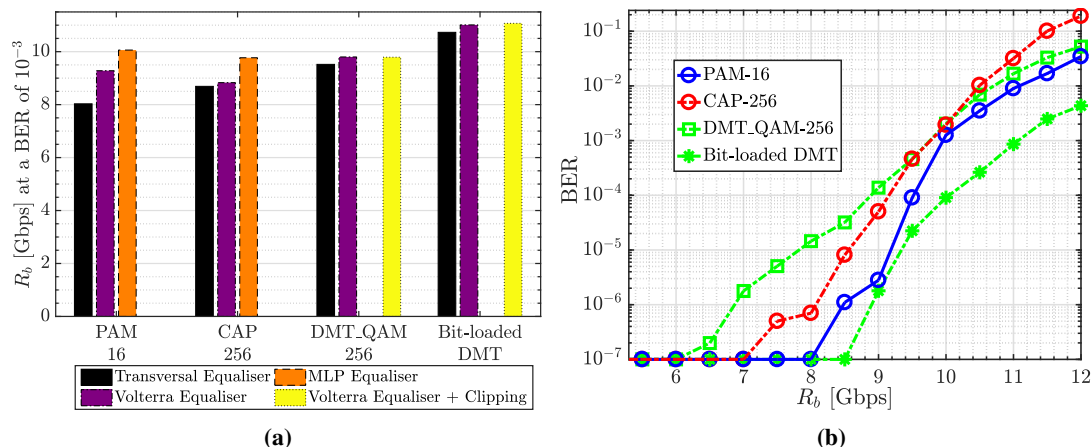 R_b [Gbps] at a BER of 10^{-3}
10
8
6
4
2
0
PAM CAP DMT_QAM Bit-loaded
16 256 256 DMT
Transversal Equaliser MLP Equaliser
Volterra Equaliser Volterra Equaliser + Clipping
(a)
BER
10^{-1}
10^{-2}
10^{-3}
10^{-4}
10^{-5}
10^{-6}
10^{-7}
PAM-16
CAP-256
DMT_QAM-256
Bit-loaded DMT
6 7 8 9 10 11 12
R_b [Gbps]
(b)